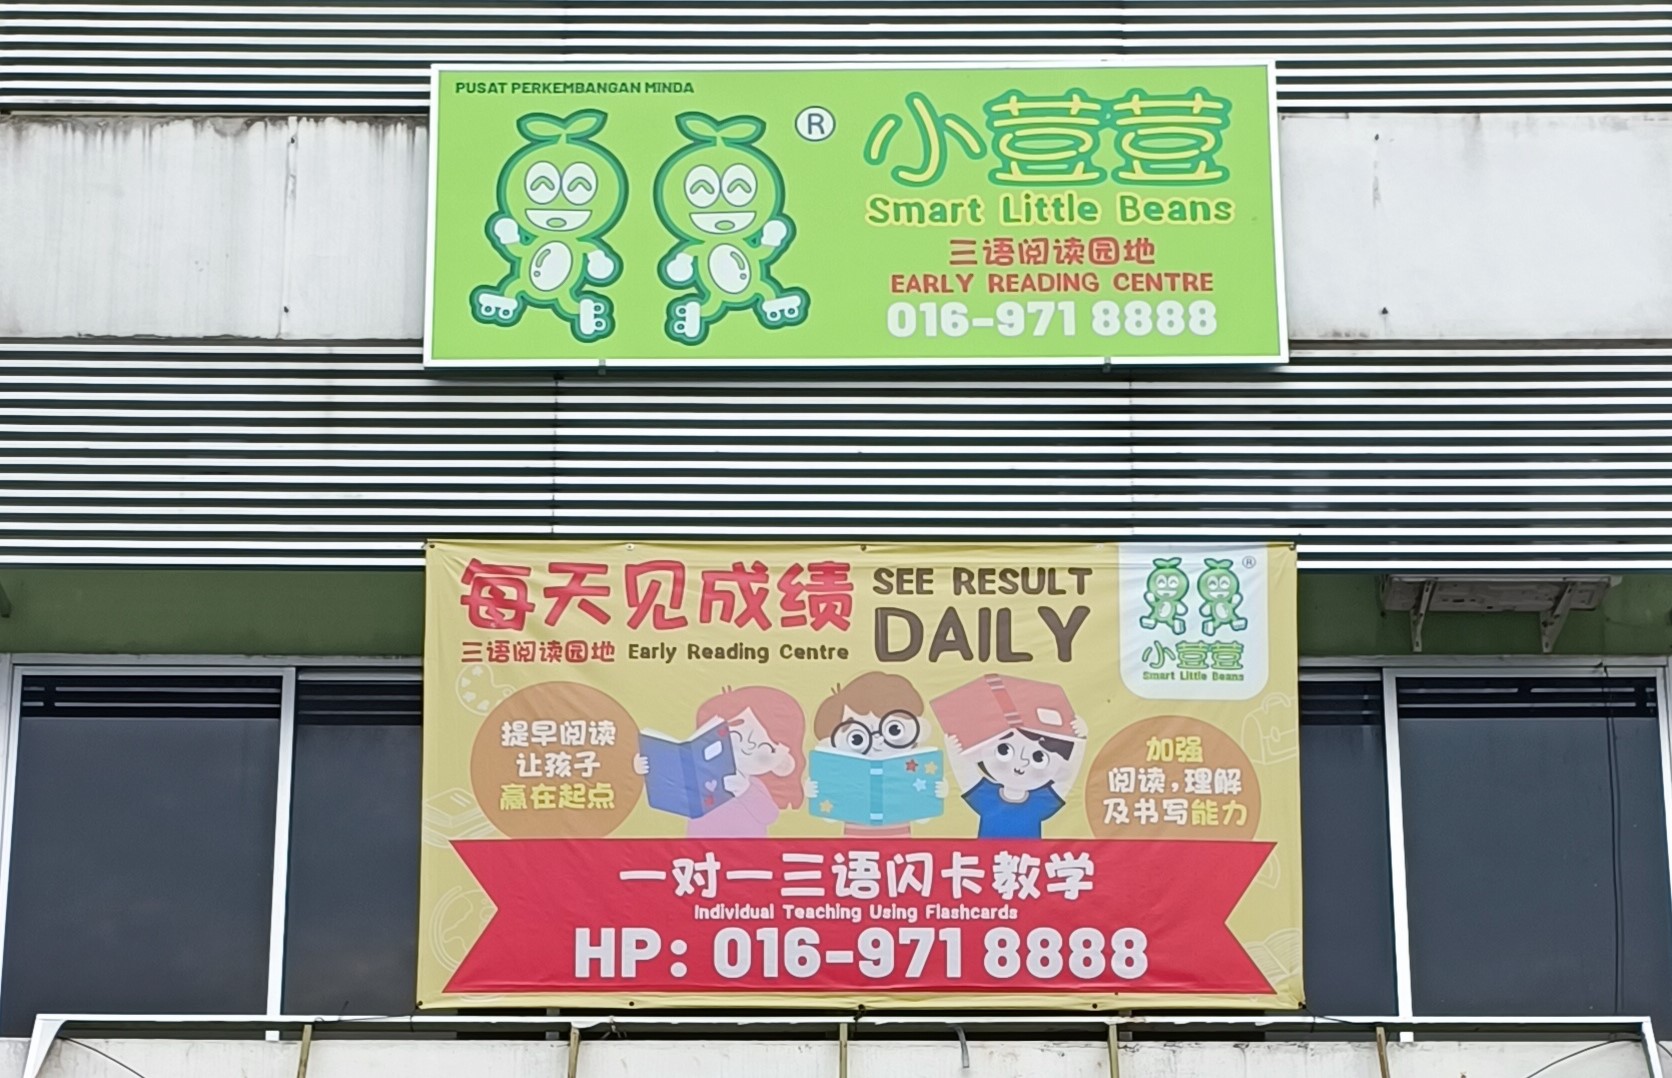 PUSAT PERKEMBANGAN MINDA
®
小荳荳
Smart Little Beans
三语阅读园地
EARLY READING CENTRE
016-971 8888
每天见成绩
SEE RESULT
DAILY
三语阅读园地 Early Reading Centre
®
小荳荳
Smart Little Beans
提早阅读
让孩子
赢在起点
加强
阅读,理解
及书写能力
一对一三语闪卡教学
Individual Teaching Using Flashcards
HP: 016-971 8888